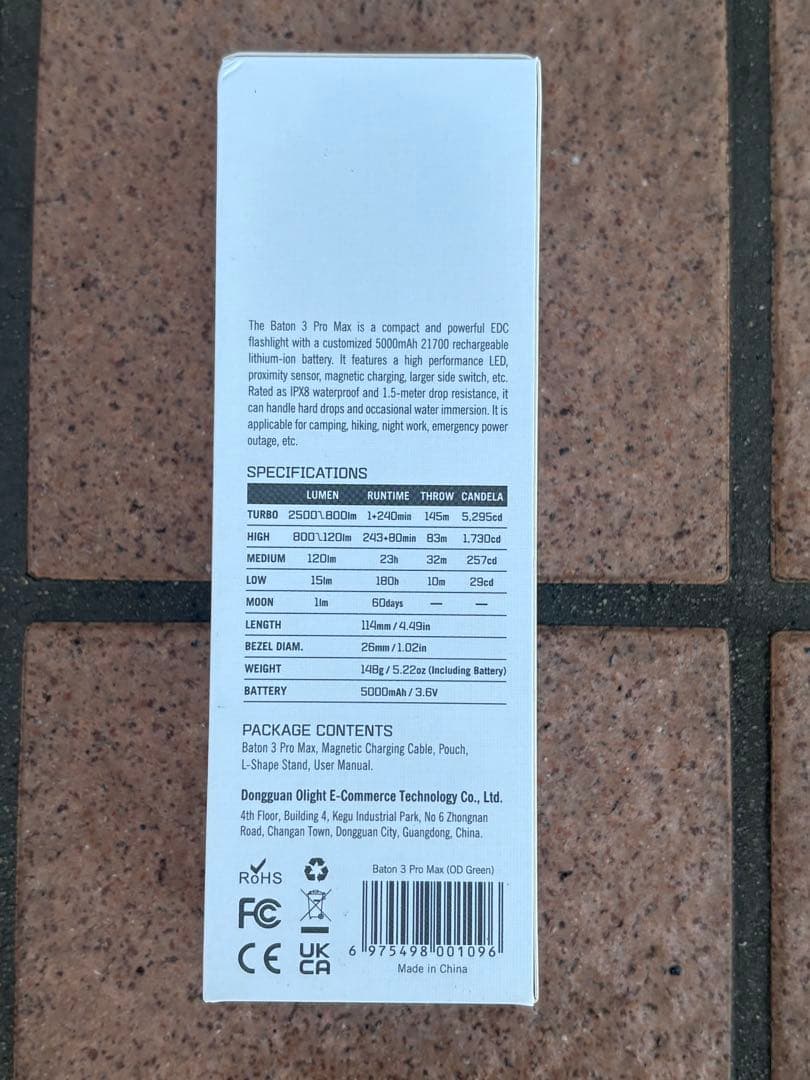 The Baton 3 Pro Max is a compact and powerful EDC
flashlight with a customized 5000mAh 21700 rechargeable
lithium-ion battery. It features a high performance LED,
proximity sensor, magnetic charging, larger side switch, etc.
Rated as IPX8 waterproof and 1.5-meter drop resistance, it
can handle hard drops and occasional water immersion. It is
applicable for camping, hiking, night work, emergency power
outage, etc.
SPECIFICATIONS
LUMEN RUNTIME THROW CANDELA
TURBO 2500\800lm 1+240min 145m 5,295cd
HIGH 800\120lm 243+80min 83m 1,730cd
MEDIUM 120lm 23h 32m 257cd
LOW 15lm 180h 10m 29cd
MOON 1lm 60days — —
LENGTH 114mm / 4.49in
BEZEL DIAM. 26mm / 1.02in
WEIGHT 148g / 5.22oz (Including Battery)
BATTERY 5000mAh / 3.6V
PACKAGE CONTENTS
Baton 3 Pro Max, Magnetic Charging Cable, Pouch,
L-Shape Stand, User Manual.
Dongguan Olight E-Commerce Technology Co., Ltd.
4th Floor, Building 4, Kegu Industrial Park, No 6 Zhongnan
Road, Changan Town, Dongguan City, Guangdong, China.
RoHS
FC
CE
UK
CA
Baton 3 Pro Max (OD Green)
6 975498 001096
Made in China